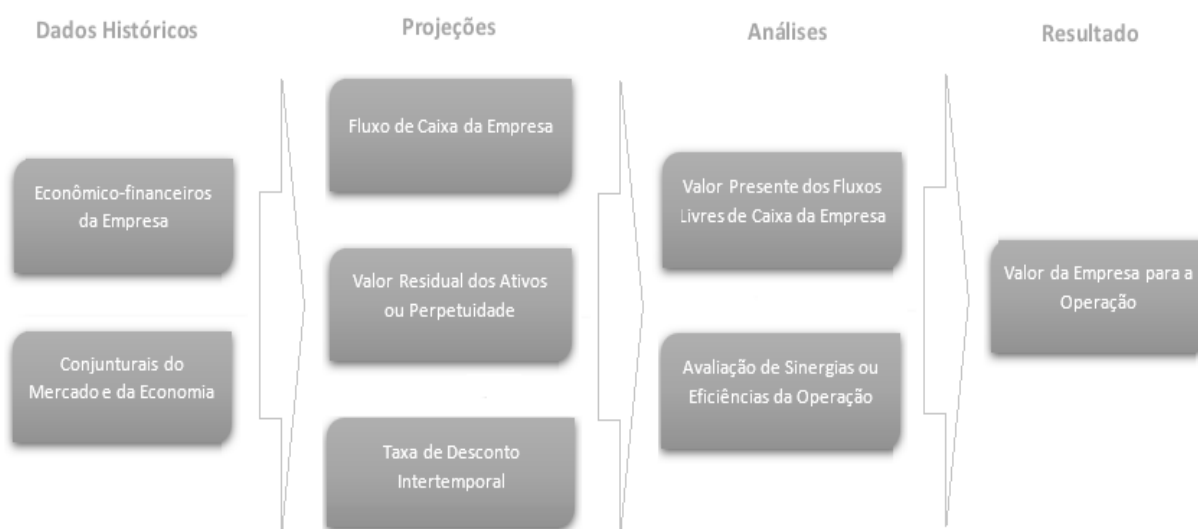 Dados Históricos
Econômico-financeiros
da Empresa
Conjunturais do
Mercado e da Economia
Projeções
Fluxo de Caixa da Empresa
Valor Residual dos Ativos
ou Perpetuidade
Taxa de Desconto
Intertemporal
Análises
Valor Presente dos Fluxos
Livres de Caixa da Empresa
Avaliação de Sinergias ou
Eficiências da Operação
Resultado
Valor da Empresa para a
Operação